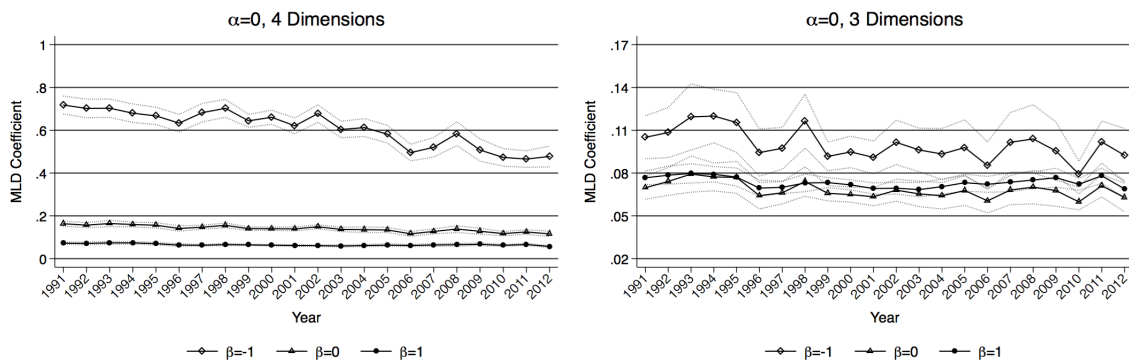 α=0, 4 Dimensions
MLD Coefficient
1
.8
.6
.4
.2
0
1991 1992 1993 1994 1995 1996 1997 1998 1999 2000 2001 2002 2003 2004 2005 2006 2007 2008 2009 2010 2011 2012
Year
β=-1 β=0 β=1
α=0, 3 Dimensions
MLD Coefficient
.17
.14
.11
.08
.05
.02
1991 1992 1993 1994 1995 1996 1997 1998 1999 2000 2001 2002 2003 2004 2005 2006 2007 2008 2009 2010 2011 2012
Year
β=-1 β=0 β=1